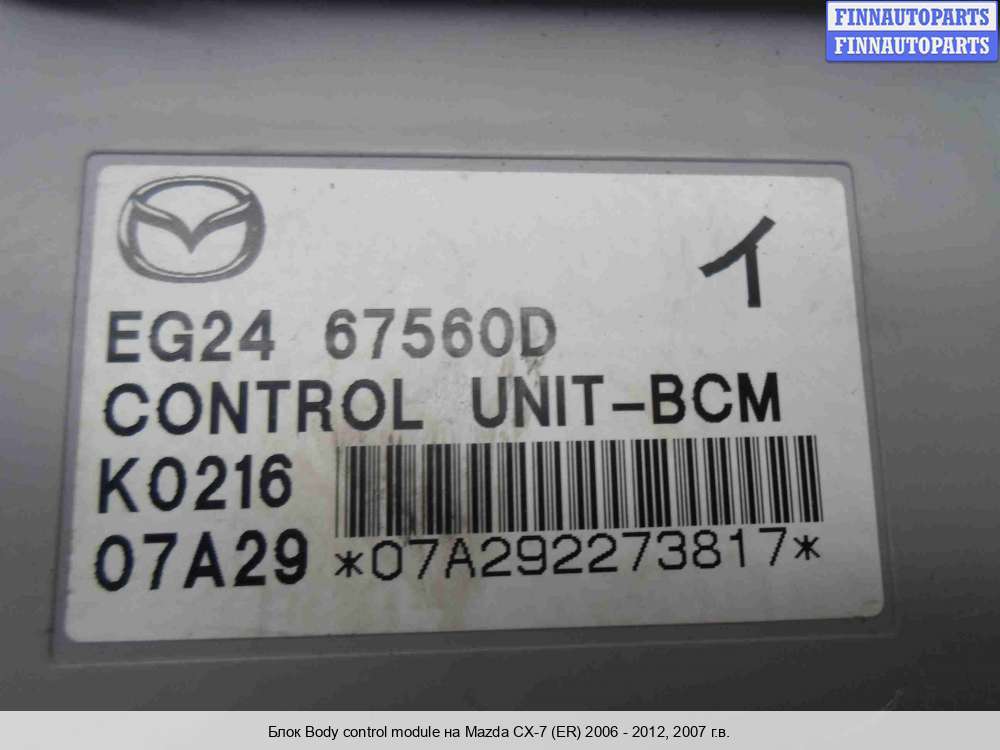 FINNAUTOPARTS
FINNAUTOPARTS
イ
EG24 67560D
CONTROL UNIT-BCM
K0216
07A29 *07A292273817*
Блок Body control module на Mazda CX-7 (ER) 2006 - 2012, 2007 г.в.